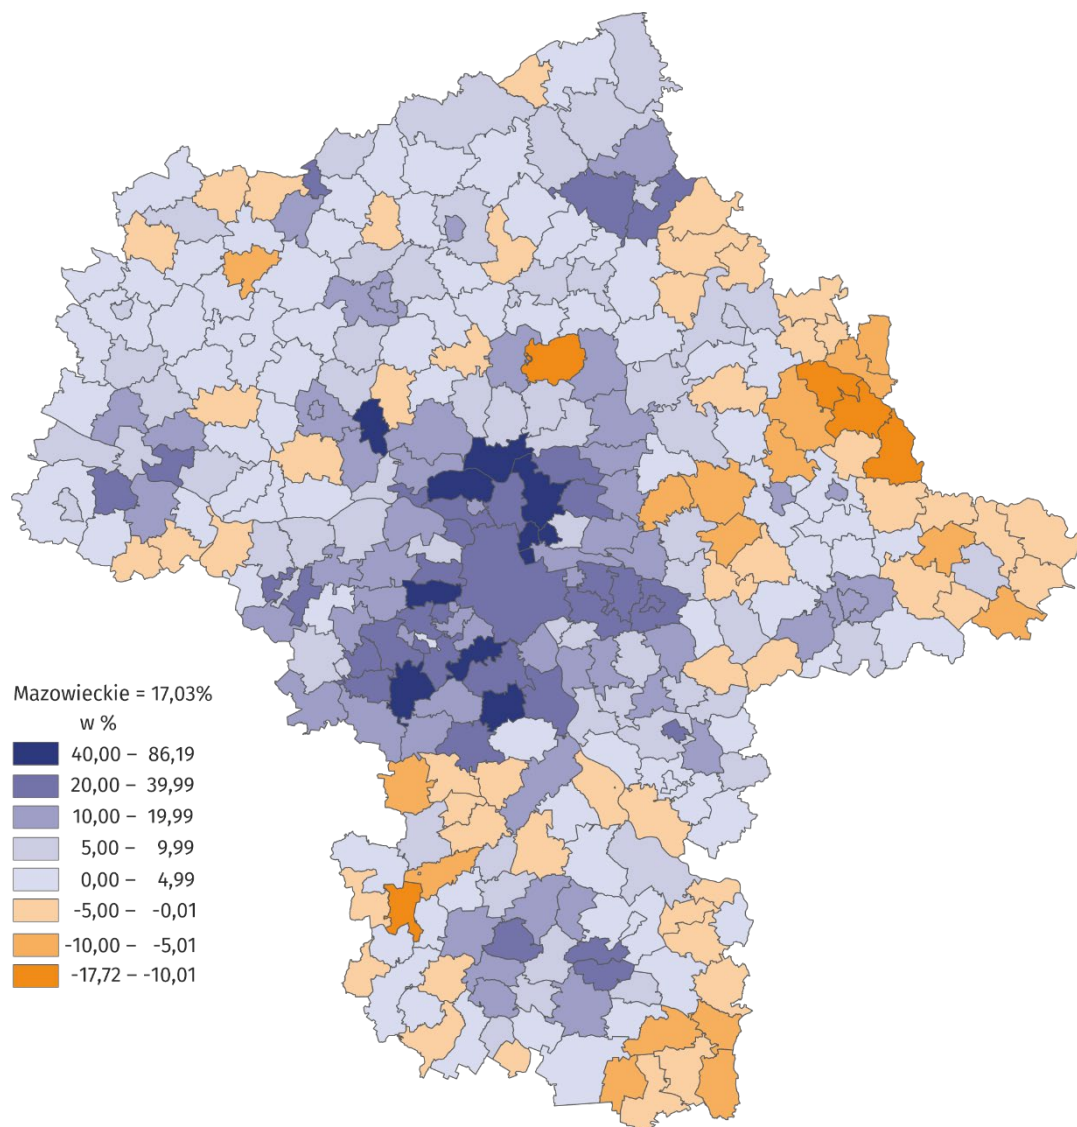 Mazowieckie = 17,03%
w %
40,00 – 86,19
20,00 – 39,99
10,00 – 19,99
5,00 – 9,99
0,00 – 4,99
-5,00 – -0,01
-10,00 – -5,01
-17,72 – -10,01